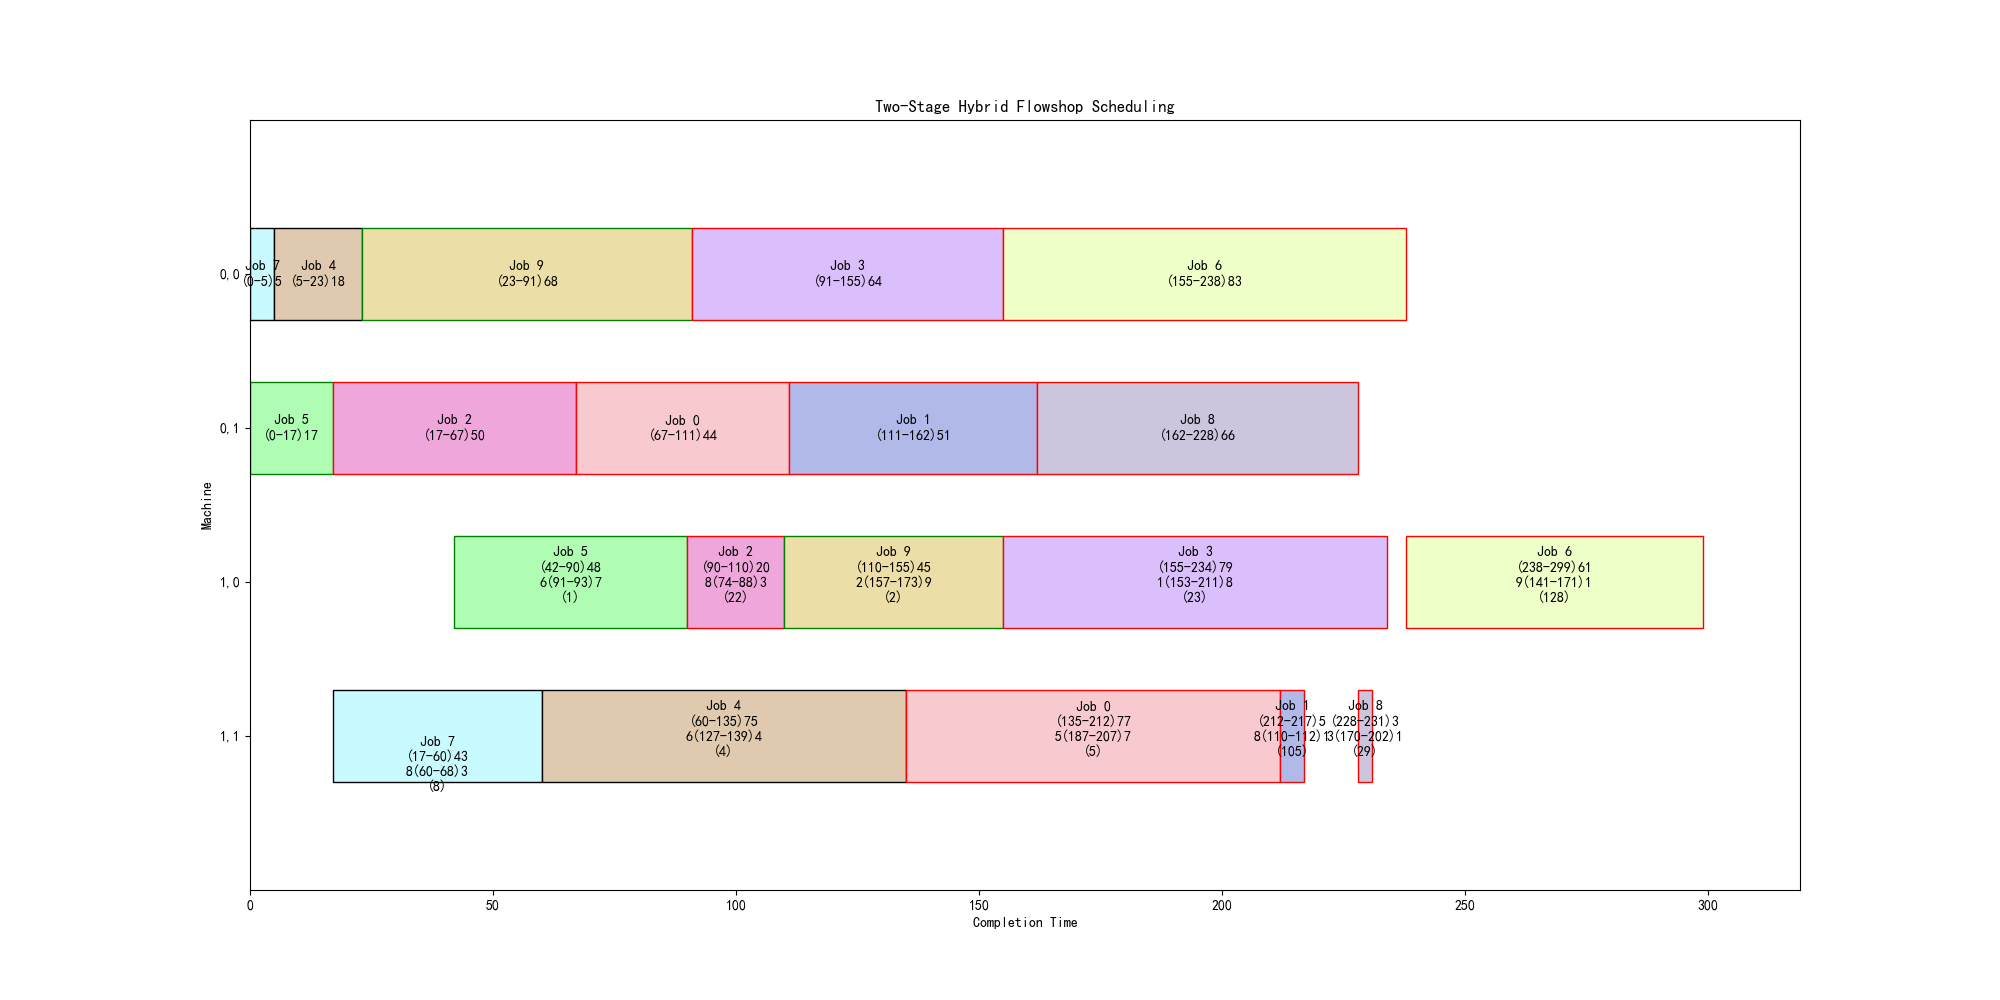 Two-Stage Hybrid Flowshop Scheduling
Machine
0,0
Job 7
(0-5)5
Job 4
(5-23)18
Job 9
(23-91)68
Job 3
(91-155)64
Job 6
(155-238)83
0,1
Job 5
(0-17)17
Job 2
(17-67)50
Job 0
(67-111)44
Job 1
(111-162)51
Job 8
(162-228)66
1,0
Job 5
(42-90)48
6(91-93)7
(1)
Job 2
(90-110)20
8(74-88)3
(22)
Job 9
(110-155)45
2(157-173)9
(2)
Job 3
(155-234)79
1(153-211)8
(23)
Job 6
(238-299)61
9(141-171)1
(128)
1,1
Job 7
(17-60)43
8(60-68)3
(8)
Job 4
(60-135)75
6(127-139)4
(4)
Job 0
(135-212)77
5(187-207)7
(5)
Job 1
(212-217)5
8(110-112)1
(105)
Job 8
(228-231)3
3(170-202)1
(29)
0 50 100 150 200 250 300
Completion Time